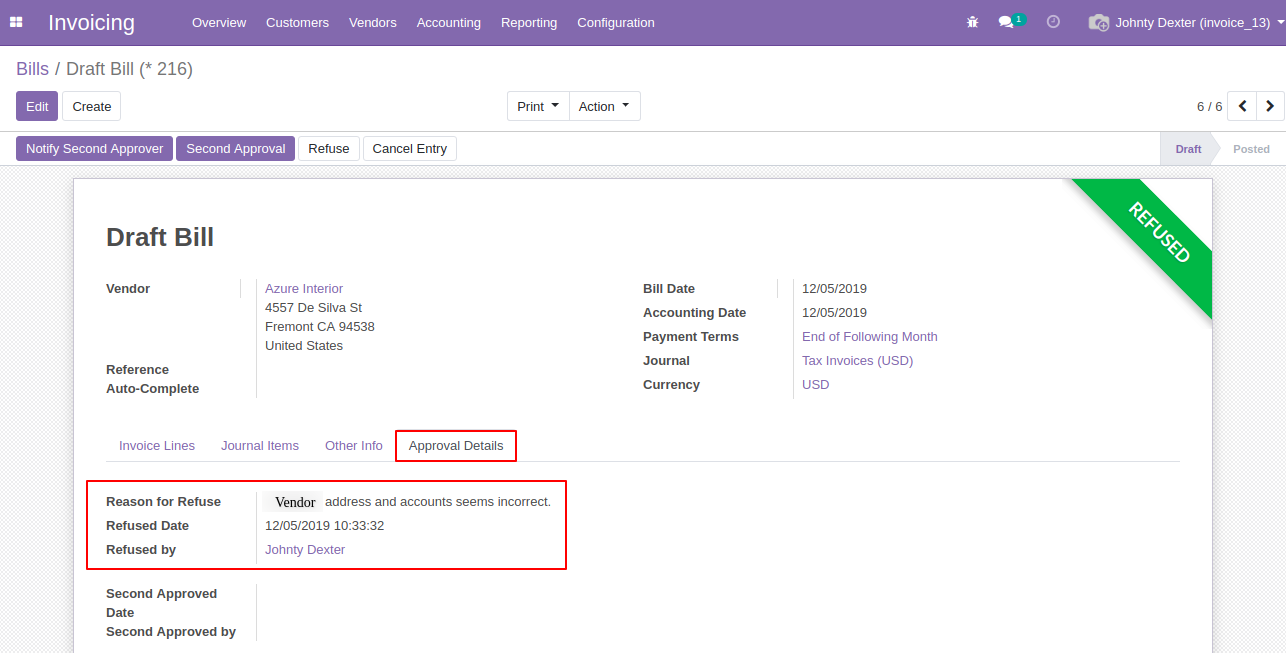 Invoicing Overview Customers Vendors Accounting Reporting Configuration 1 Johnty Dexter (invoice_13)
Bills / Draft Bill (* 216)
Edit Create Print Action 6 / 6
Notify Second Approver Second Approval Refuse Cancel Entry Draft Posted
REFUSED
Draft Bill
Vendor Azure Interior
4557 De Silva St
Fremont CA 94538
United States
Reference
Auto-Complete
Bill Date 12/05/2019
Accounting Date 12/05/2019
Payment Terms End of Following Month
Journal Tax Invoices (USD)
Currency USD
Invoice Lines Journal Items Other Info Approval Details
Reason for Refuse Vendor address and accounts seems incorrect.
Refused Date 12/05/2019 10:33:32
Refused by Johnty Dexter
Second Approved
Date
Second Approved by